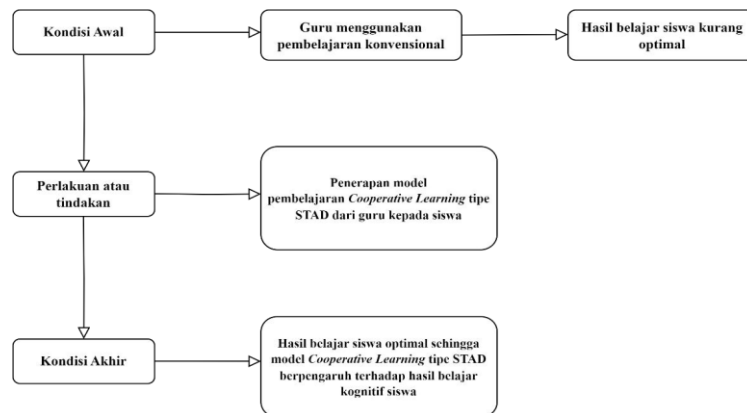 Kondisi Awal
Guru menggunakan
pembelajaran konvensional
Hasil belajar siswa kurang
optimal
Perlakuan atau
tindakan
Penerapan model
pembelajaran Cooperative Learning tipe
STAD dari guru kepada siswa
Kondisi Akhir
Hasil belajar siswa optimal sehingga
model Cooperative Learning tipe STAD
berpengaruh terhadap hasil belajar
kognitif siswa